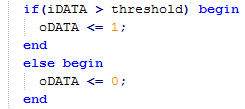 if(iDATA > threshold) begin
oDATA <= 1;
end
else begin
oDATA <= 0;
end